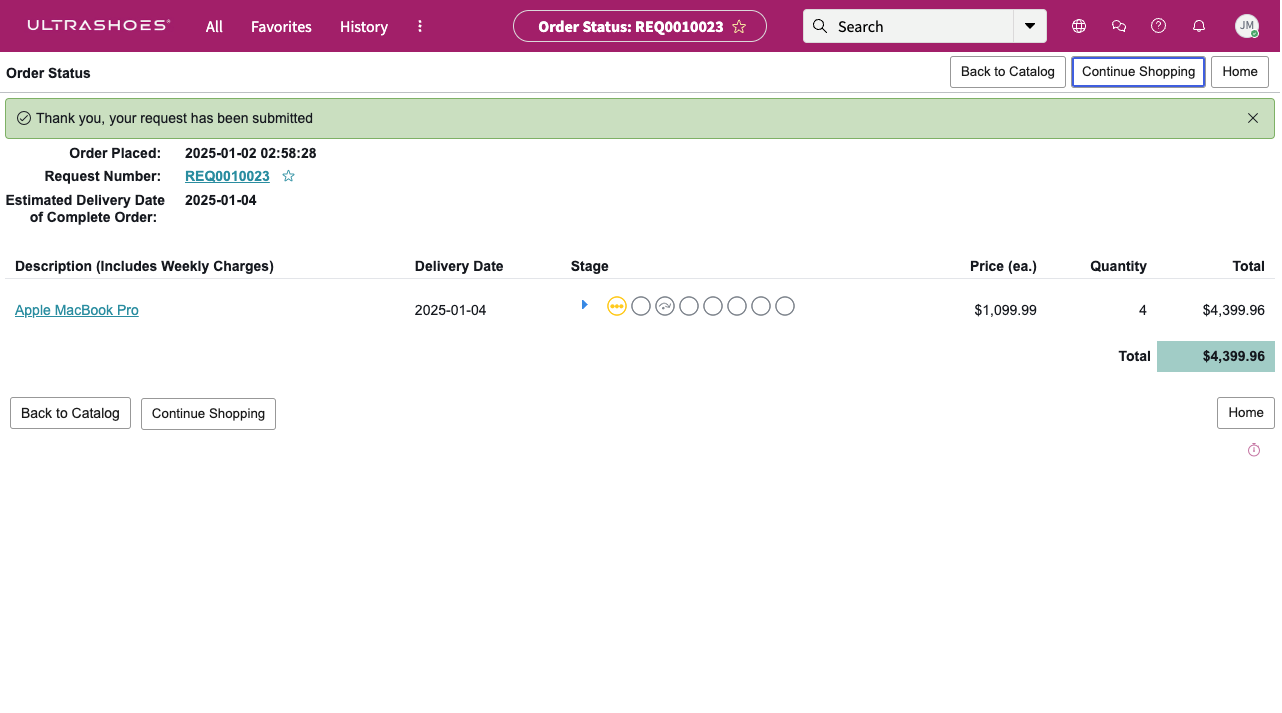 ULTRASHOES® All Favorites History Order Status: REQ0010023 Search JM
Order Status Back to Catalog Continue Shopping Home
Thank you, your request has been submitted
Order Placed: 2025-01-02 02:58:28
Request Number: REQ0010023
Estimated Delivery Date 2025-01-04
of Complete Order:
Description (Includes Weekly Charges) Delivery Date Stage Price (ea.) Quantity Total
Apple MacBook Pro 2025-01-04 $1,099.99 4 $4,399.96
Total $4,399.96
Back to Catalog Continue Shopping Home